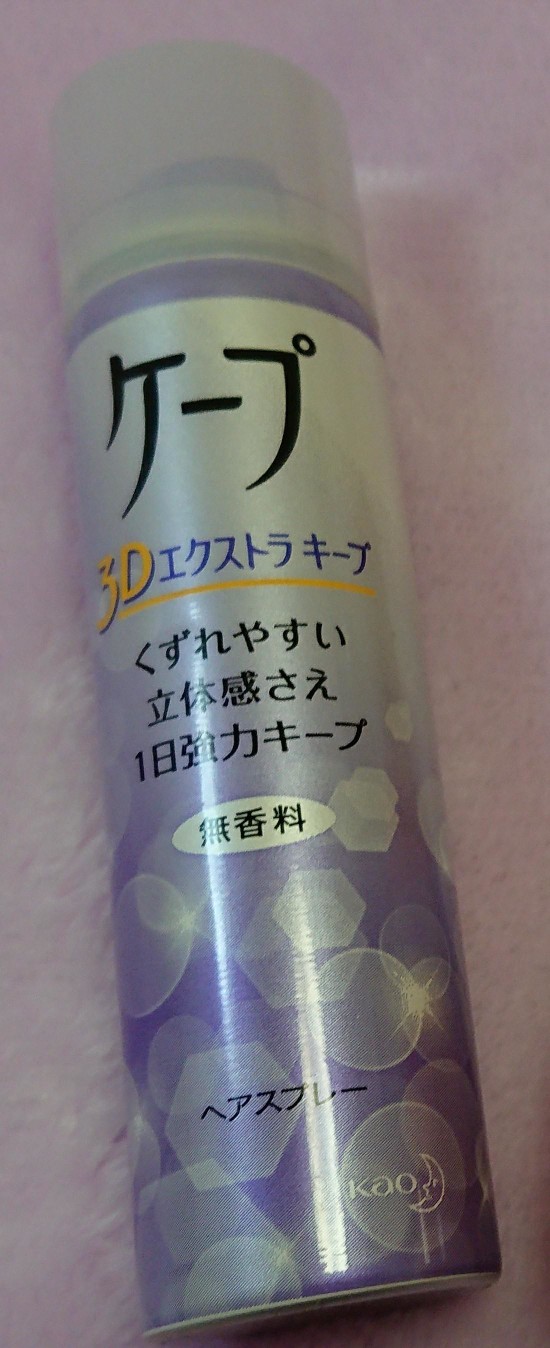 ケープ
3Dエクストラ キープ
くずれやすい
立体感さえ
1日強力キープ
無香料
ヘアスプレー
kao